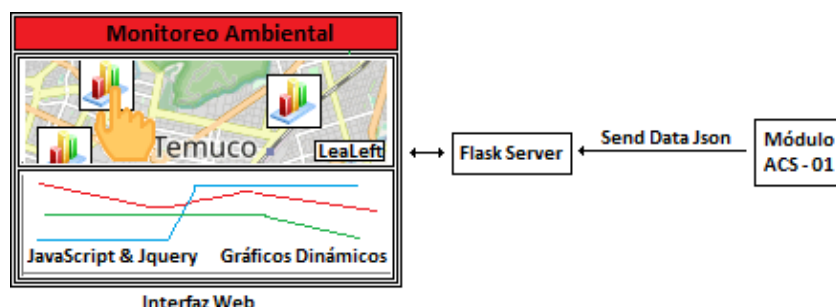 Monitoreo Ambiental
Temuco
LeaLeft
JavaScript & Jquery
Gráficos Dinámicos
Interfaz Web
Flask Server
Send Data Json
Módulo
ACS - 01